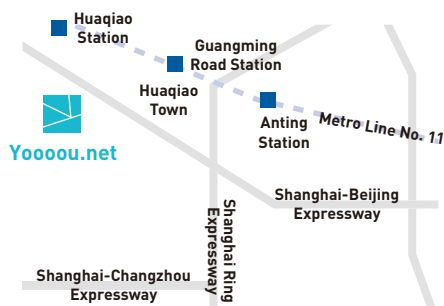 Huaqiao
Station
Guangming
Road Station
Huaqiao
Town
Anting
Station
Metro Line No. 11
Yoooou.net
Shanghai-Beijing
Expressway
Shanghai Ring
Expressway
Shanghai-Changzhou
Expressway